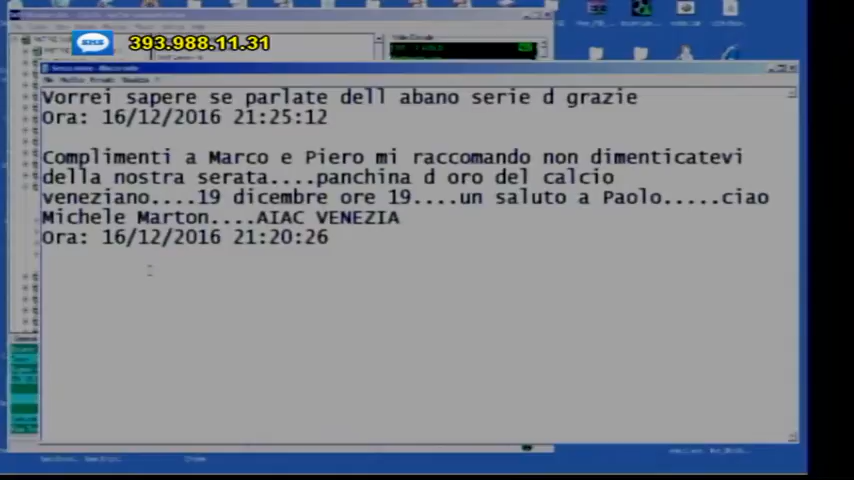 SMS 393.988.11.31
Vorrei sapere se parlate dell abano serie d grazie
Ora: 16/12/2016 21:25:12
Complimenti a Marco e Piero mi raccomando non dimenticatevi
della nostra serata....panchina d oro del calcio
veneziano....19 dicembre ore 19....un saluto a Paolo.....ciao
Michele Marton....AIAC VENEZIA
Ora: 16/12/2016 21:20:26